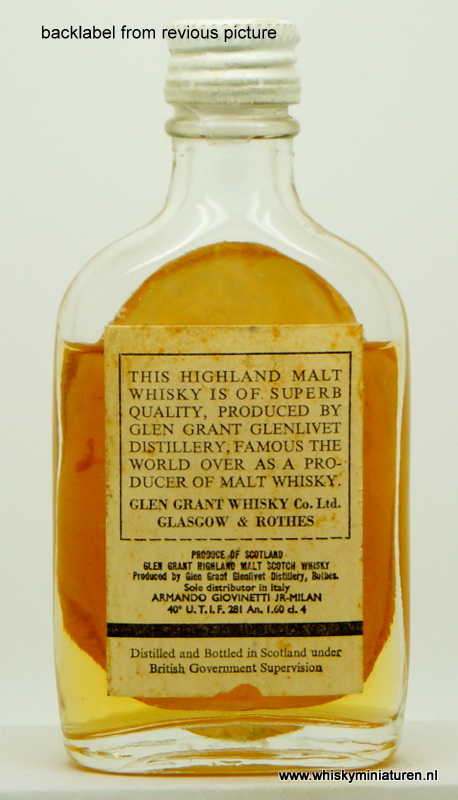 backlabel from revious picture
THIS HIGHLAND MALT
WHISKY IS OF SUPERB
QUALITY, PRODUCED BY
GLEN GRANT GLENLIVET
DISTILLERY, FAMOUS THE
WORLD OVER AS A PRO-
DUCER OF MALT WHISKY.
GLEN GRANT WHISKY Co. Ltd.
GLASGOW & ROTHES
PRODUCE OF SCOTLAND
GLEN GRANT HIGHLAND MALT SCOTCH WHISKY
Produced by Glen Grant Glenlivet Distillery, Rothes.
Sole distributor in Italy
ARMANDO GIOVINETTI JR-MILAN
40° U. T. I. F. 281 An. 1.60 cl. 4
Distilled and Bottled in Scotland under
British Government Supervision
www.whiskyminiaturen.nl